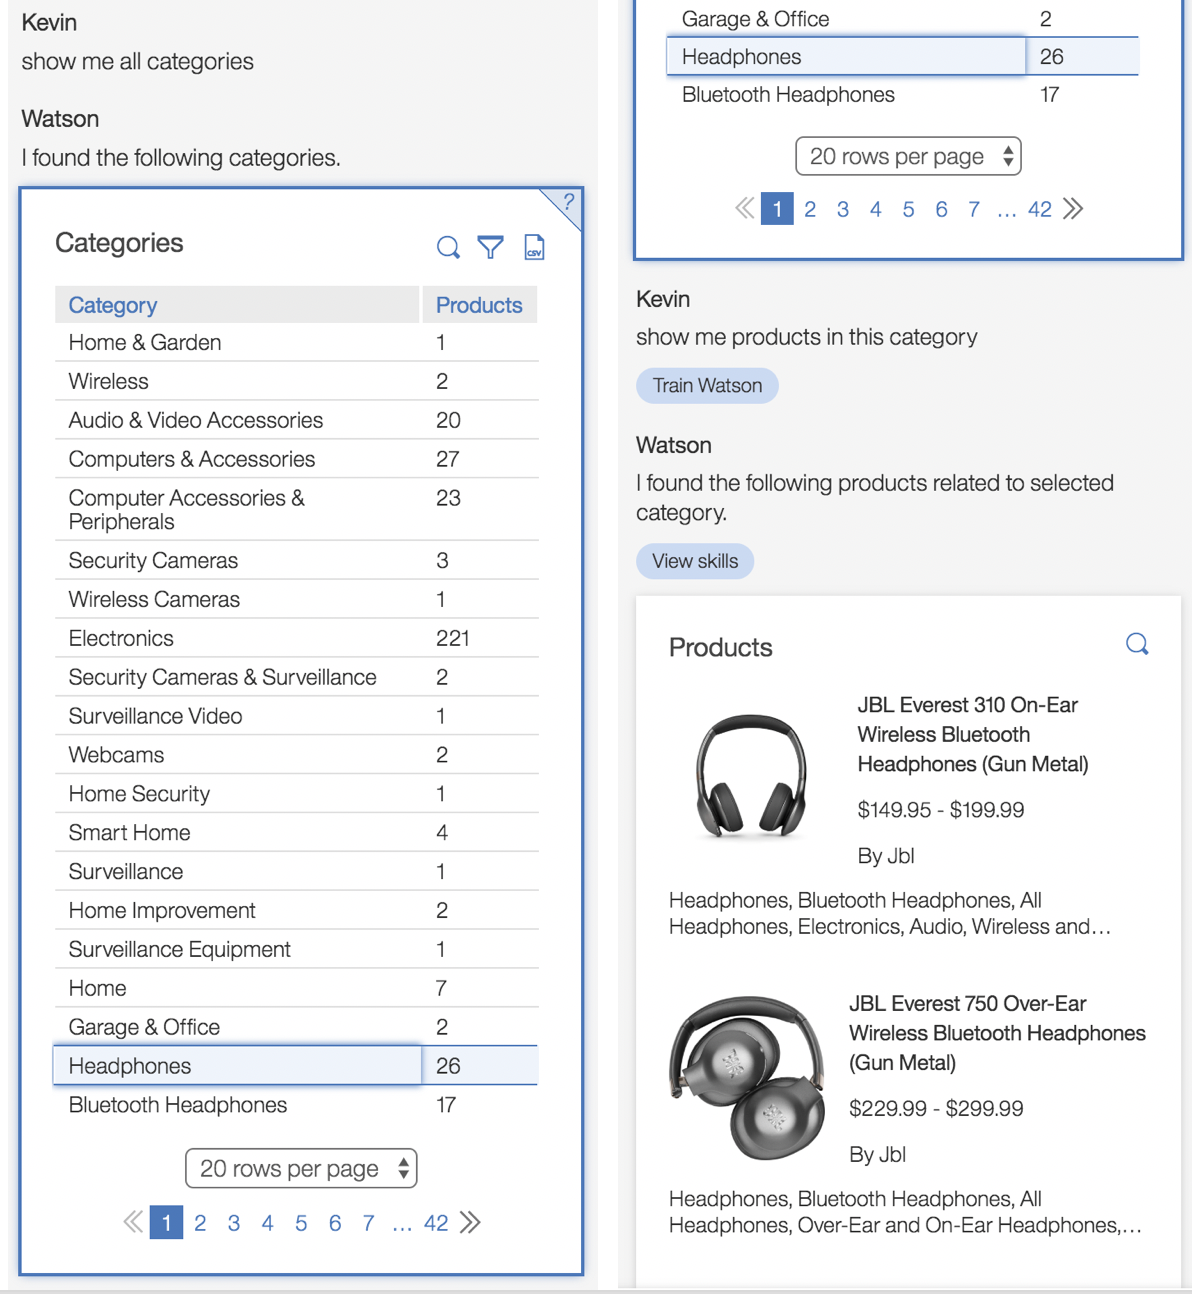 Kevin
show me all categories
Watson
I found the following categories.
?
Categories
CSV
Category Products
Home & Garden 1
Wireless 2
Audio & Video Accessories 20
Computers & Accessories 27
Computer Accessories & 23
Peripherals
Security Cameras 3
Wireless Cameras 1
Electronics 221
Security Cameras & Surveillance 2
Surveillance Video 1
Webcams 2
Home Security 1
Smart Home 4
Surveillance 1
Home Improvement 2
Surveillance Equipment 1
Home 7
Garage & Office 2
Headphones 26
Bluetooth Headphones 17
20 rows per page
1 2 3 4 5 6 7 ... 42
Garage & Office 2
Headphones 26
Bluetooth Headphones 17
20 rows per page
1 2 3 4 5 6 7 ... 42
Kevin
show me products in this category
Train Watson
Watson
I found the following products related to selected
category.
View skills
Products
JBL Everest 310 On-Ear
Wireless Bluetooth
Headphones (Gun Metal)
$149.95 - $199.99
By Jbl
Headphones, Bluetooth Headphones, All
Headphones, Electronics, Audio, Wireless and...
JBL Everest 750 Over-Ear
Wireless Bluetooth Headphones
(Gun Metal)
$229.99 - $299.99
By Jbl
Headphones, Bluetooth Headphones, All
Headphones, Over-Ear and On-Ear Headphones,...